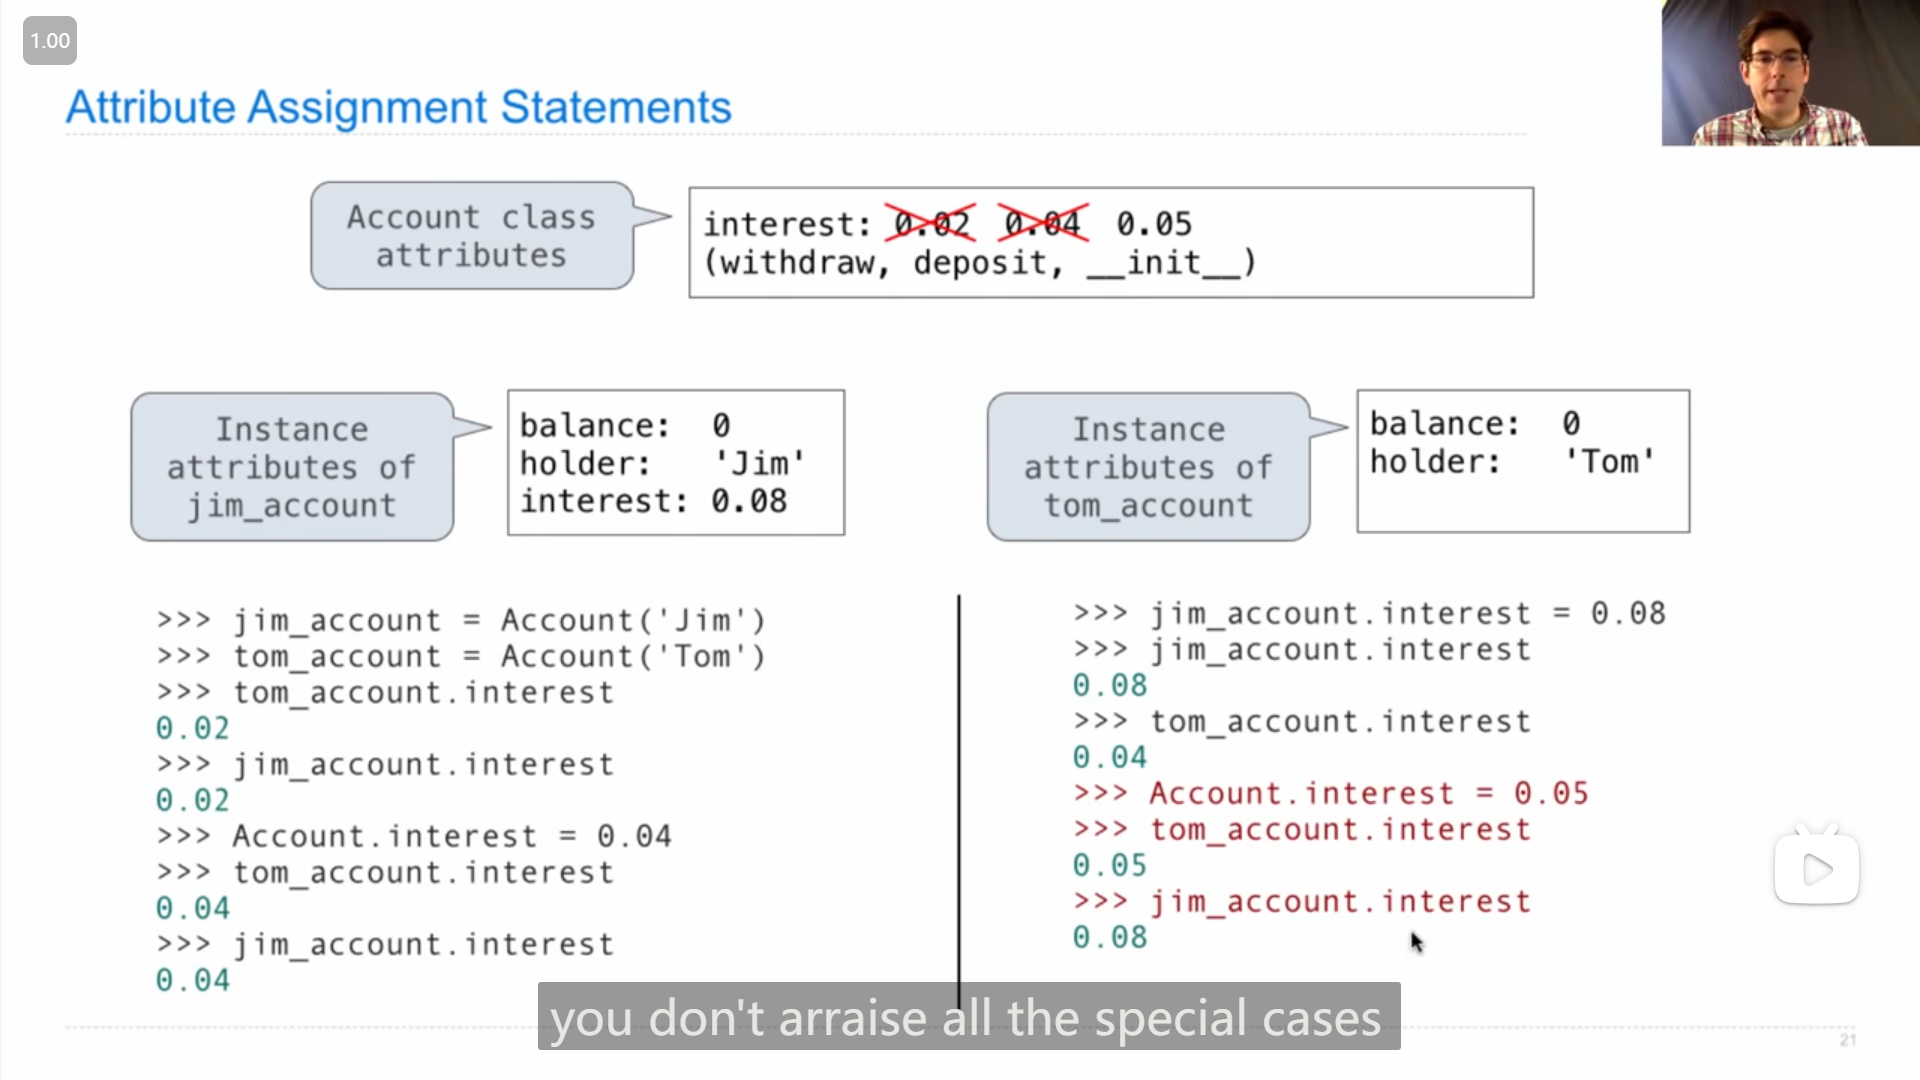 1.00
Attribute Assignment Statements
Account class
attributes
interest: 0.02 0.04 0.05
(withdraw, deposit, __init__)
Instance
attributes of
jim_account
balance: 0
holder: 'Jim'
interest: 0.08
Instance
attributes of
tom_account
balance: 0
holder: 'Tom'
>>> jim_account = Account('Jim')
>>> tom_account = Account('Tom')
>>> tom_account.interest
0.02
>>> jim_account.interest
0.02
>>> Account.interest = 0.04
>>> tom_account.interest
0.04
>>> jim_account.interest
0.04
>>> jim_account.interest = 0.08
>>> jim_account.interest
0.08
>>> tom_account.interest
0.04
>>> Account.interest = 0.05
>>> tom_account.interest
0.05
>>> jim_account.interest
0.08
you don't arraise all the special cases
21